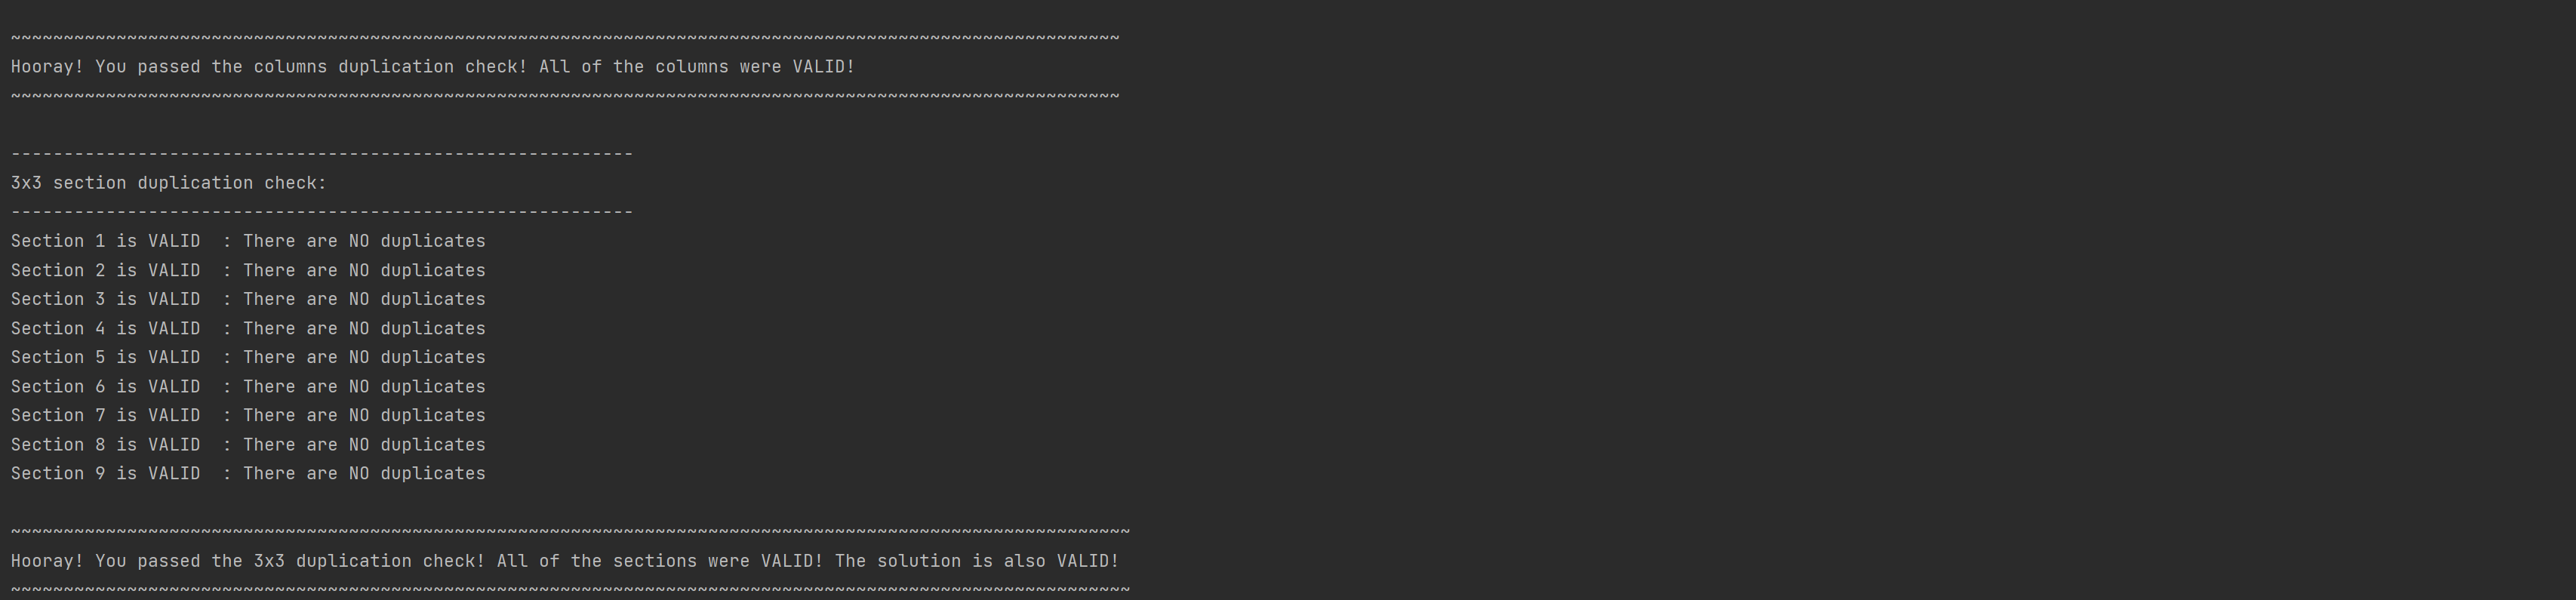 ~~~~~~~~~~~~~~~~~~~~~~~~~~~~~~~~~~~~~~~~~~~~~~~~~~~~~~~~~~~~~~~~~~~~~~~~~~~~~~~~~~~~~~~~~~~~~~~~~~~~~~~~~
Hooray! You passed the columns duplication check! All of the columns were VALID!
~~~~~~~~~~~~~~~~~~~~~~~~~~~~~~~~~~~~~~~~~~~~~~~~~~~~~~~~~~~~~~~~~~~~~~~~~~~~~~~~~~~~~~~~~~~~~~~~~~~~~~~~~
-----------------------------------------------------------
3x3 section duplication check:
-----------------------------------------------------------
Section 1 is VALID  : There are NO duplicates
Section 2 is VALID  : There are NO duplicates
Section 3 is VALID  : There are NO duplicates
Section 4 is VALID  : There are NO duplicates
Section 5 is VALID  : There are NO duplicates
Section 6 is VALID  : There are NO duplicates
Section 7 is VALID  : There are NO duplicates
Section 8 is VALID  : There are NO duplicates
Section 9 is VALID  : There are NO duplicates
~~~~~~~~~~~~~~~~~~~~~~~~~~~~~~~~~~~~~~~~~~~~~~~~~~~~~~~~~~~~~~~~~~~~~~~~~~~~~~~~~~~~~~~~~~~~~~~~~~~~~~~~~~
Hooray! You passed the 3x3 duplication check! All of the sections were VALID! The solution is also VALID!
~~~~~~~~~~~~~~~~~~~~~~~~~~~~~~~~~~~~~~~~~~~~~~~~~~~~~~~~~~~~~~~~~~~~~~~~~~~~~~~~~~~~~~~~~~~~~~~~~~~~~~~~~~